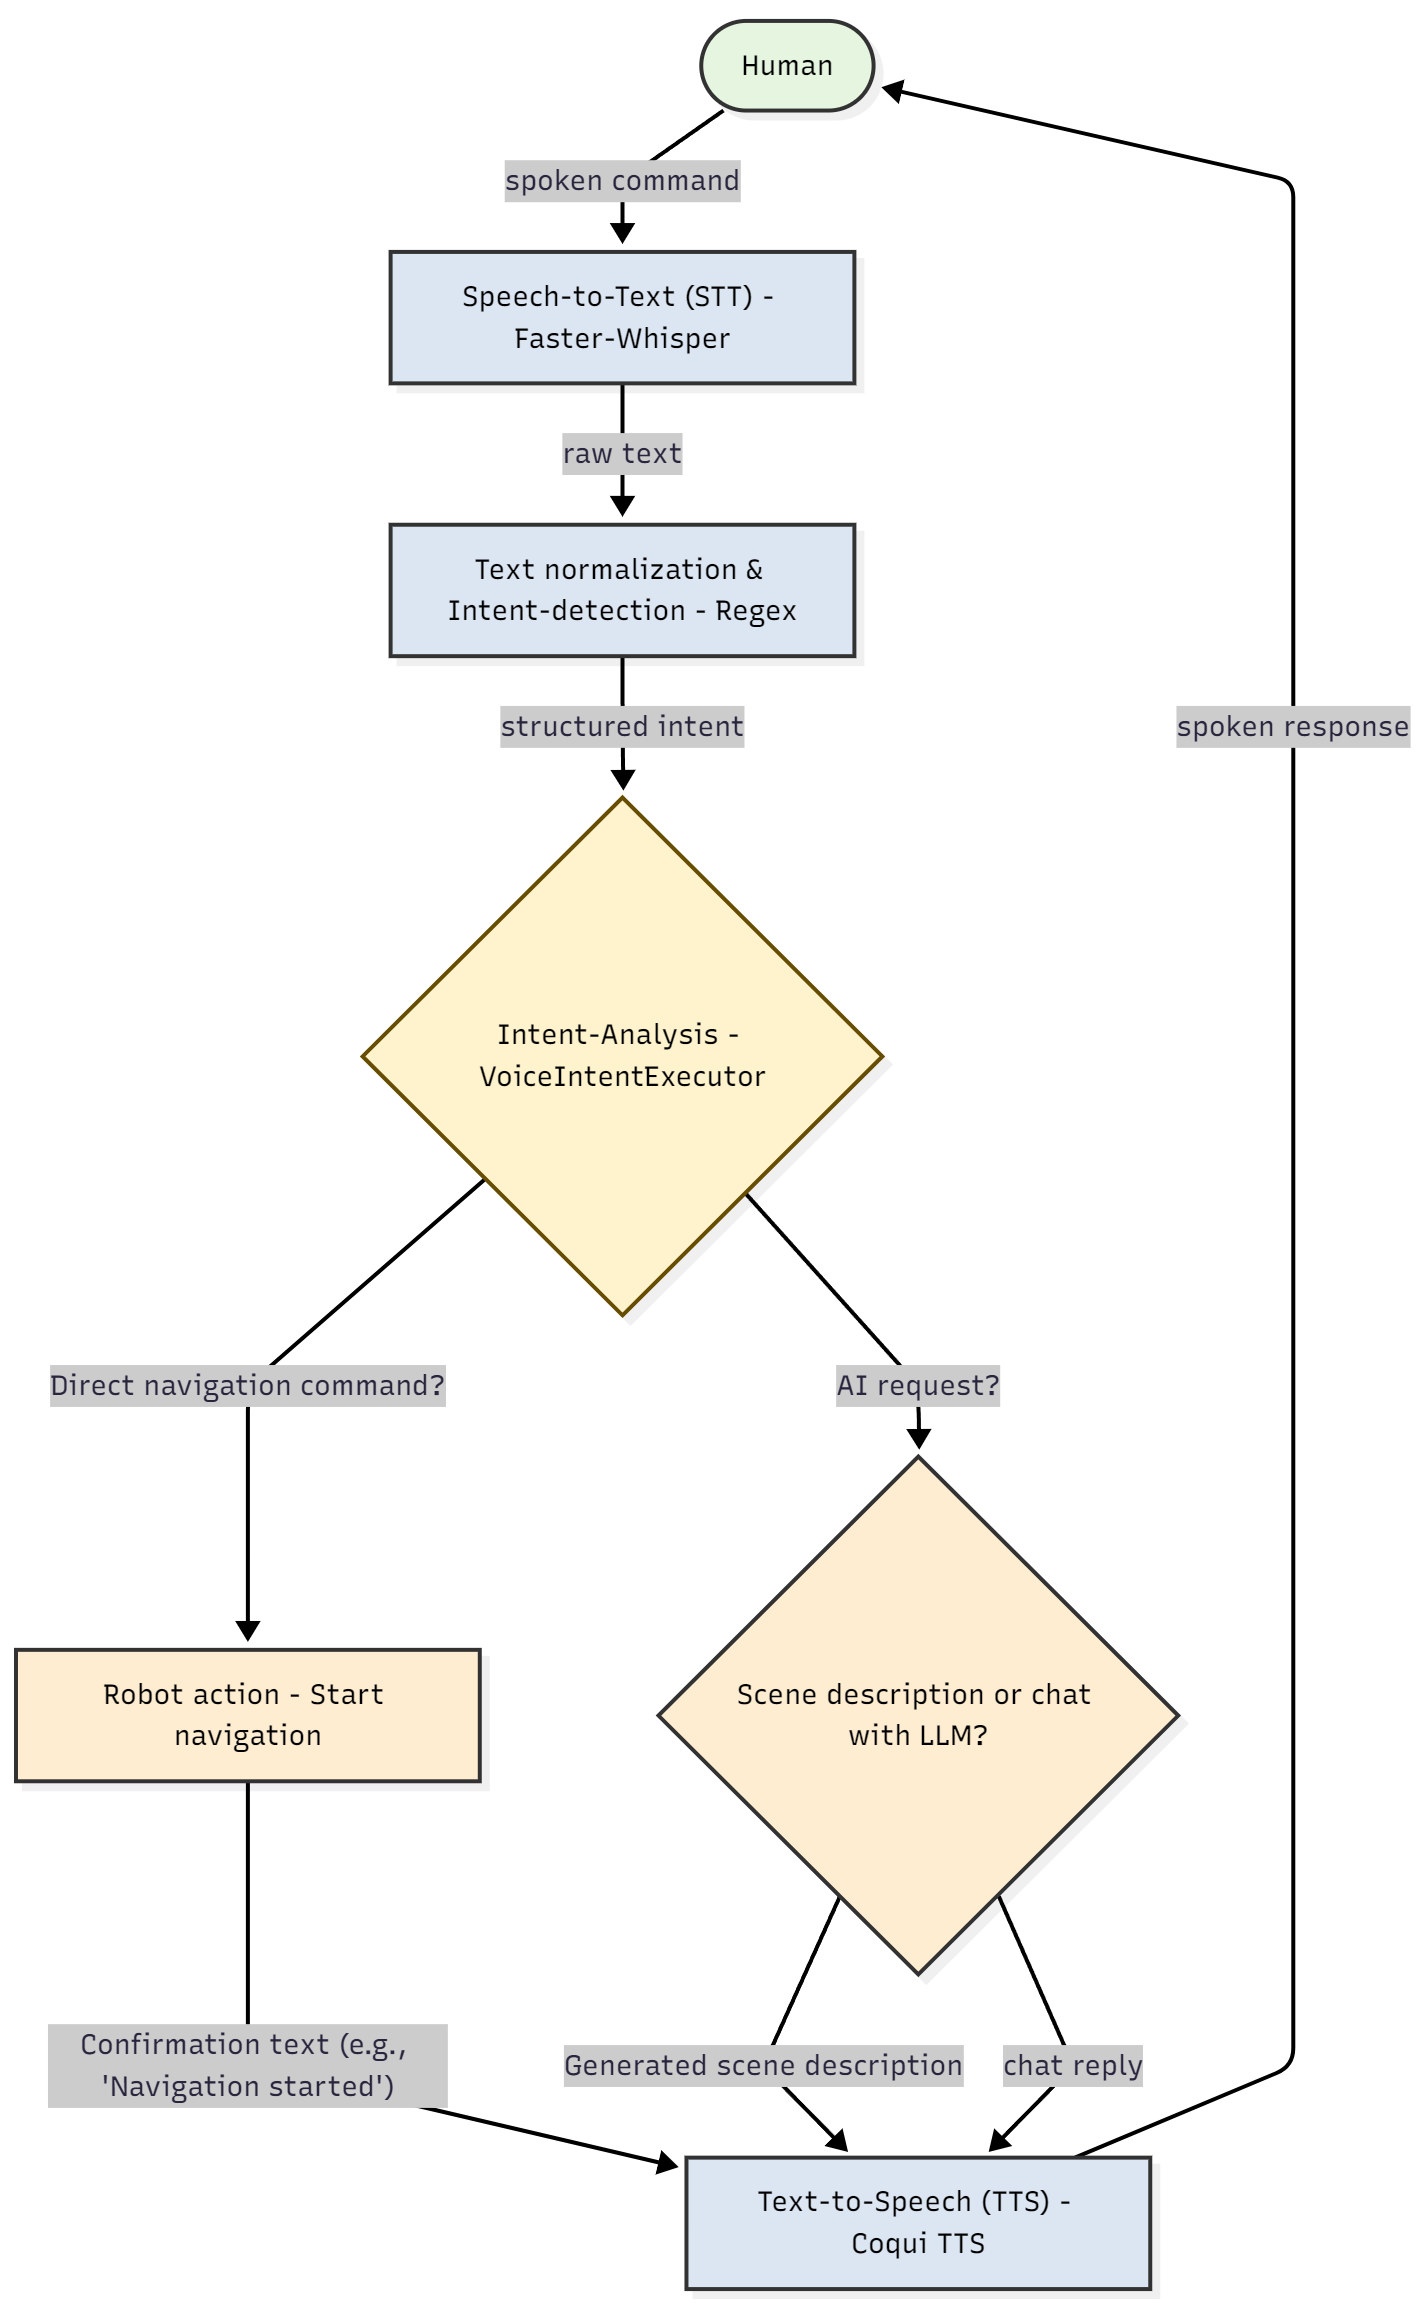 Human
spoken command
Speech-to-Text (STT) -
Faster-Whisper
raw text
Text normalization &
Intent-detection - Regex
structured intent
spoken response
Intent-Analysis -
VoiceIntentExecutor
Direct navigation command?
AI request?
Robot action - Start
navigation
Scene description or chat
with LLM?
Confirmation text (e.g.,
'Navigation started')
Generated scene description
chat reply
Text-to-Speech (TTS) -
Coqui TTS